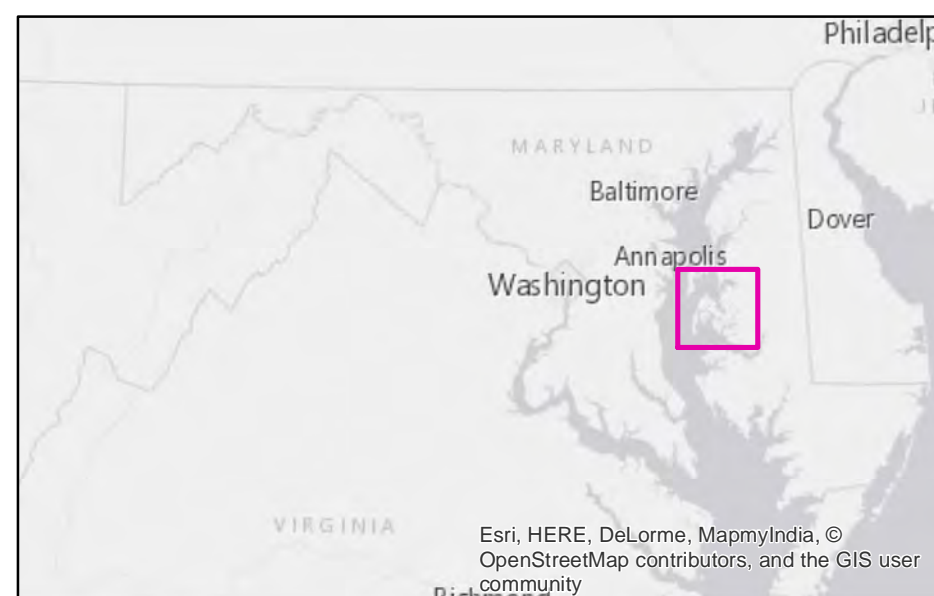 Philadelp
MARYLAND
Baltimore
Dover
Annapolis
Washington
VIRGINIA
Esri, HERE, DeLorme, MapmyIndia, ©
OpenStreetMap contributors, and the GIS user
community